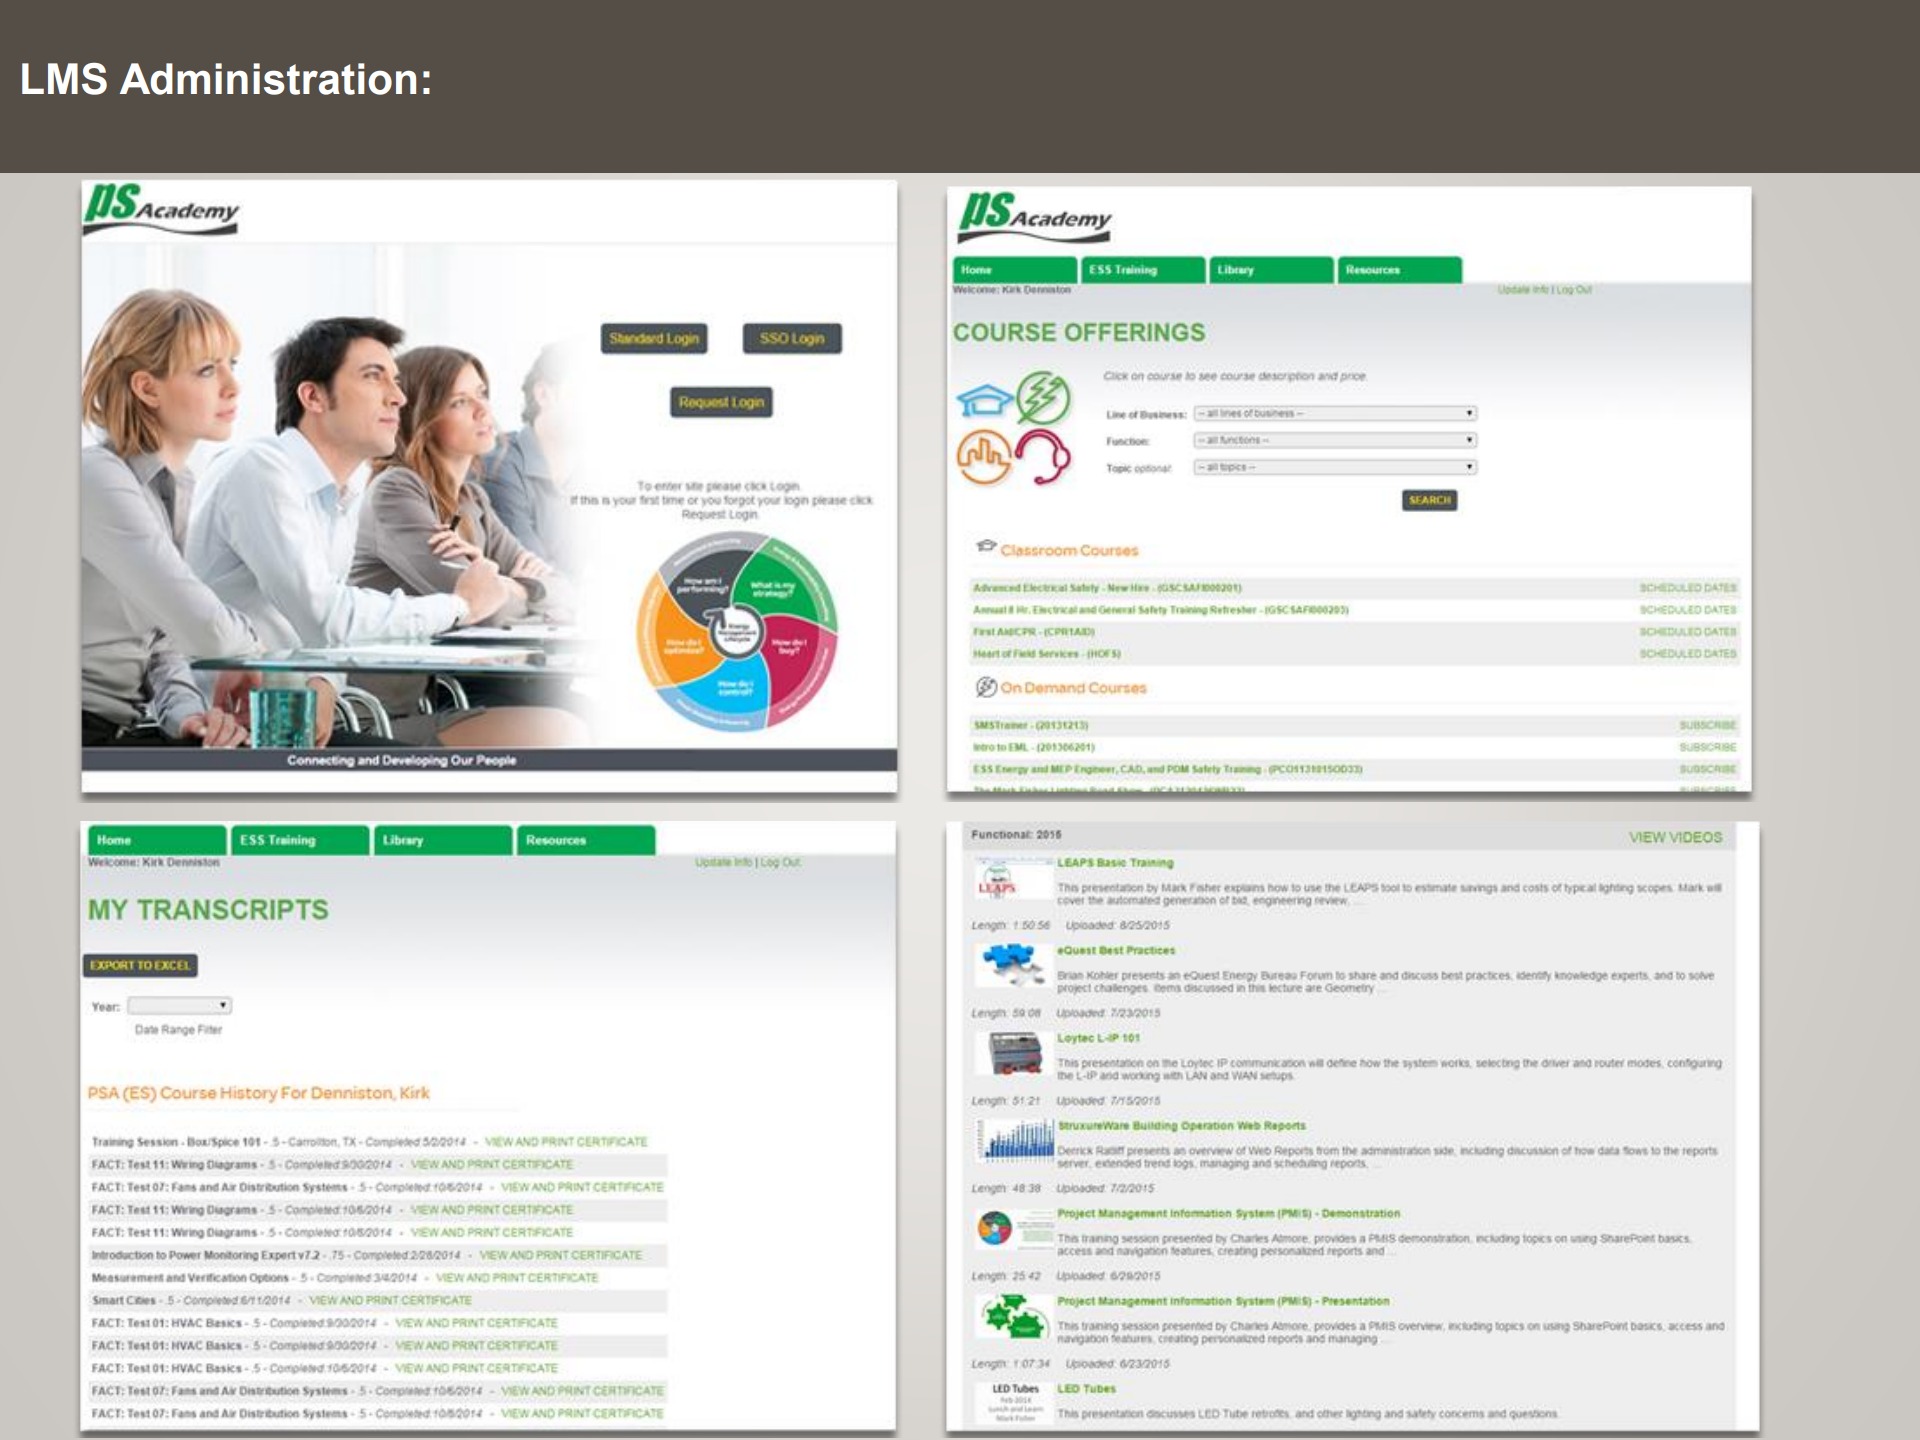 LMS Administration:
PS Academy
Standard Login
SSO Login
Request Login
To enter site please click Login.
If this is your first time or you forgot your login please click
Request Login.
How am I
performing?
What is my
strategy?
How do I
optimize?
Energy
Management
Lifecycle
How do I
buy?
How do I
control?
Connecting and Developing Our People
PS Academy
Home
ESS Training
Library
Resources
Welcome: Kirk Denniston
Update Info | Log Out
COURSE OFFERINGS
Click on course to see course description and price.
Line of Business: -- all lines of business --
Function: -- all functions --
Topic optional: -- all topics --
SEARCH
Classroom Courses
Advanced Electrical Safety - New Hire - (GSCSAFI000201) SCHEDULED DATES
Annual 8 Hr. Electrical and General Safety Training Refresher - (GSCSAFI000203) SCHEDULED DATES
First Aid/CPR - (CPR1AID) SCHEDULED DATES
Heart of Field Services - (HOFS) SCHEDULED DATES
On Demand Courses
SMSTrainer - (20131213) SUBSCRIBE
Intro to EML - (201306201) SUBSCRIBE
ESS Energy and MEP Engineer, CAD, and PDM Safety Training - (PCO1131015OD33) SUBSCRIBE
The Mark Fisher Lighting Road Show - SUBSCRIBE
Home
ESS Training
Library
Resources
Welcome: Kirk Denniston
Update Info | Log Out
MY TRANSCRIPTS
EXPORT TO EXCEL
Year:
Date Range Filter
PSA (ES) Course History For Denniston, Kirk
Training Session - Box/Spice 101 - .5 - Carrollton, TX - Completed:5/2/2014 - VIEW AND PRINT CERTIFICATE
FACT: Test 11: Wiring Diagrams - .5 - Completed:9/30/2014 - VIEW AND PRINT CERTIFICATE
FACT: Test 07: Fans and Air Distribution Systems - .5 - Completed:10/6/2014 - VIEW AND PRINT CERTIFICATE
FACT: Test 11: Wiring Diagrams - .5 - Completed:10/6/2014 - VIEW AND PRINT CERTIFICATE
FACT: Test 11: Wiring Diagrams - .5 - Completed:10/6/2014 - VIEW AND PRINT CERTIFICATE
Introduction to Power Monitoring Expert v7.2 - .75 - Completed:2/28/2014 - VIEW AND PRINT CERTIFICATE
Measurement and Verification Options - .5 - Completed:3/4/2014 - VIEW AND PRINT CERTIFICATE
Smart Cities - .5 - Completed:6/11/2014 - VIEW AND PRINT CERTIFICATE
FACT: Test 01: HVAC Basics - .5 - Completed:9/30/2014 - VIEW AND PRINT CERTIFICATE
FACT: Test 01: HVAC Basics - .5 - Completed:9/30/2014 - VIEW AND PRINT CERTIFICATE
FACT: Test 01: HVAC Basics - .5 - Completed:10/6/2014 - VIEW AND PRINT CERTIFICATE
FACT: Test 07: Fans and Air Distribution Systems - .5 - Completed:10/6/2014 - VIEW AND PRINT CERTIFICATE
FACT: Test 07: Fans and Air Distribution Systems - .5 - Completed:10/6/2014 - VIEW AND PRINT CERTIFICATE
Functional: 2015
VIEW VIDEOS
LEAPS
LEAPS Basic Training
This presentation by Mark Fisher explains how to use the LEAPS tool to estimate savings and costs of typical lighting scopes. Mark will
cover the automated generation of bid, engineering review, ...
Length: 1:50:56 Uploaded: 8/25/2015
eQuest Best Practices
Brian Kohler presents an eQuest Energy Bureau Forum to share and discuss best practices, identify knowledge experts, and to solve
project challenges. Items discussed in this lecture are Geometry ...
Length: 59:08 Uploaded: 7/23/2015
Loytec L-IP 101
This presentation on the Loytec IP communication will define how the system works, selecting the driver and router modes, configuring
the L-IP and working with LAN and WAN setups.
Length: 51:21 Uploaded: 7/15/2015
StruxureWare Building Operation Web Reports
Derrick Ratliff presents an overview of Web Reports from the administration side, including discussion of how data flows to the reports
server, extended trend logs, managing and scheduling reports, ...
Length: 48:38 Uploaded: 7/2/2015
Project Management Information System (PMIS) - Demonstration
This training session presented by Charles Atmore, provides a PMIS demonstration, including topics on using SharePoint basics,
access and navigation features, creating personalized reports and ...
Length: 25:42 Uploaded: 6/29/2015
Project Management Information System (PMIS) - Presentation
This training session presented by Charles Atmore, provides a PMIS overview, including topics on using SharePoint basics, access and
navigation features, creating personalized reports and managing ...
Length: 1:07:34 Uploaded: 6/23/2015
LED Tubes
Feb 2014
Lunch and Learn
Mark Fisher
LED Tubes
This presentation discusses LED Tube retrofits, and other lighting and safety concerns and questions.